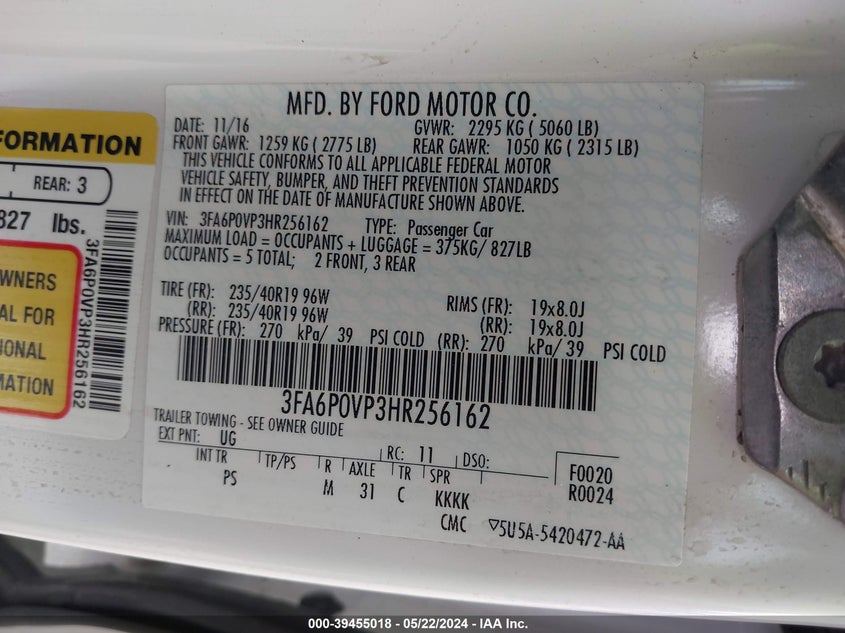 FORMATION
REAR: 3
827 lbs.
WNERS
AL FOR
IONAL
MATION
3FA6P0VP3HR256162
MFD. BY FORD MOTOR CO.
DATE: 11/16 GVWR: 2295 KG ( 5060 LB)
FRONT GAWR: 1259 KG ( 2775 LB) REAR GAWR: 1050 KG ( 2315 LB)
THIS VEHICLE CONFORMS TO ALL APPLICABLE FEDERAL MOTOR
VEHICLE SAFETY, BUMPER, AND THEFT PREVENTION STANDARDS
IN EFFECT ON THE DATE OF MANUFACTURE SHOWN ABOVE.
VIN: 3FA6P0VP3HR256162 TYPE: Passenger Car
MAXIMUM LOAD = OCCUPANTS + LUGGAGE = 375KG/ 827LB
OCCUPANTS = 5 TOTAL; 2 FRONT, 3 REAR
TIRE (FR): 235/40R19 96W RIMS (FR): 19x8.0J
(RR): 235/40R19 96W (RR): 19x8.0J
PRESSURE (FR): 270 kPa/ 39 PSI COLD (RR): 270 kPa/ 39 PSI COLD
3FA6P0VP3HR256162
TRAILER TOWING - SEE OWNER GUIDE
EXT PNT: UG RC: 11 DSO:
INT TR TP/PS R AXLE TR SPR F0020
PS M 31 C KKKK R0024
CMC ▽5U5A-5420472-AA
000-39455018 - 05/22/2024 - IAA Inc.